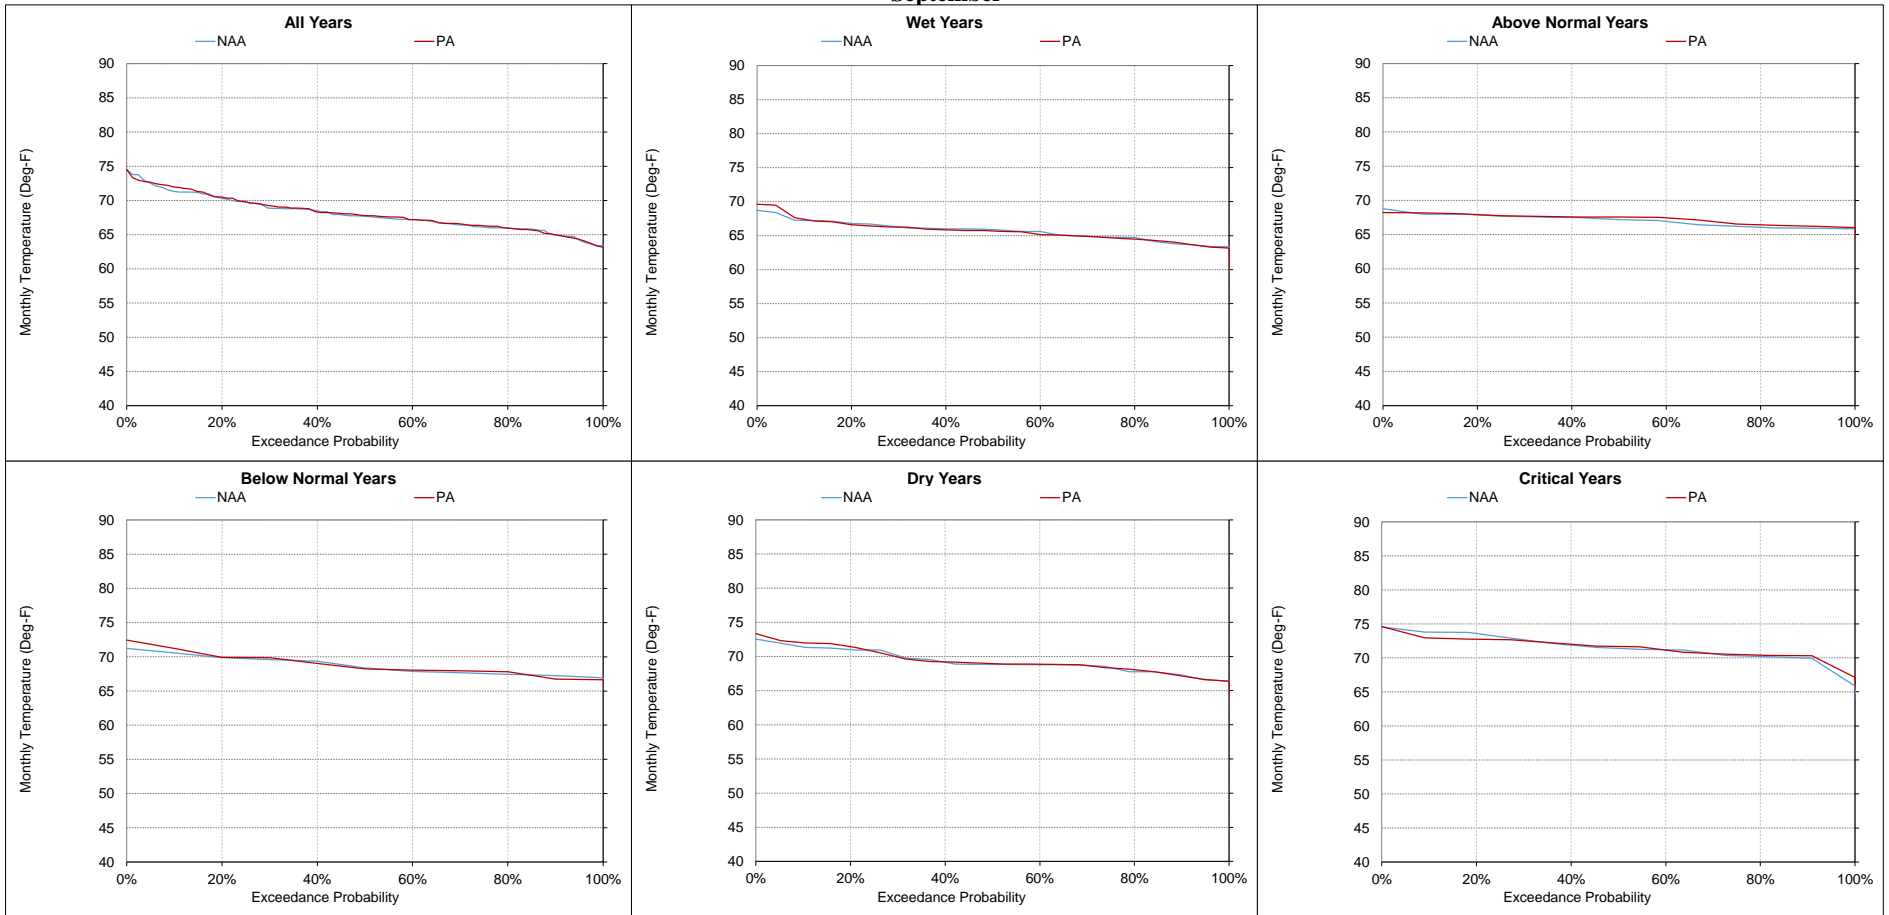 September
All Years
NAA PA
Monthly Temperature (Deg-F)
90
85
80
75
70
65
60
55
50
45
40
0% 20% 40% 60% 80% 100%
Exceedance Probability
Wet Years
NAA PA
Monthly Temperature (Deg-F)
90
85
80
75
70
65
60
55
50
45
40
0% 20% 40% 60% 80% 100%
Exceedance Probability
Above Normal Years
NAA PA
Monthly Temperature (Deg-F)
90
85
80
75
70
65
60
55
50
45
40
0% 20% 40% 60% 80% 100%
Exceedance Probability
Below Normal Years
NAA PA
Monthly Temperature (Deg-F)
90
85
80
75
70
65
60
55
50
45
40
0% 20% 40% 60% 80% 100%
Exceedance Probability
Dry Years
NAA PA
Monthly Temperature (Deg-F)
90
85
80
75
70
65
60
55
50
45
40
0% 20% 40% 60% 80% 100%
Exceedance Probability
Critical Years
NAA PA
Monthly Temperature (Deg-F)
90
85
80
75
70
65
60
55
50
45
40
0% 20% 40% 60% 80% 100%
Exceedance Probability